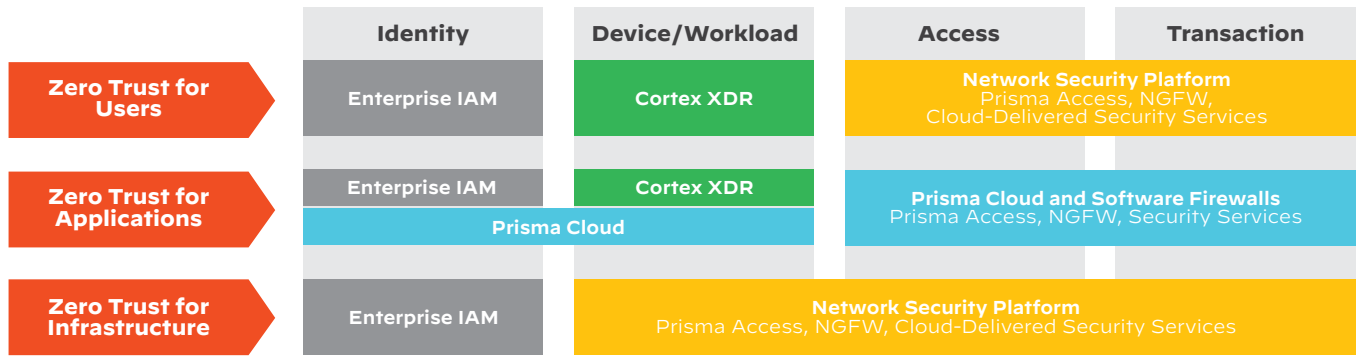 Identity
Device/Workload
Access
Transaction
Zero Trust for
Users
Enterprise IAM
Cortex XDR
Network Security Platform
Prisma Access, NGFW,
Cloud-Delivered Security Services
Zero Trust for
Applications
Enterprise IAM
Cortex XDR
Prisma Cloud
Prisma Cloud and Software Firewalls
Prisma Access, NGFW, Security Services
Zero Trust for
Infrastructure
Enterprise IAM
Network Security Platform
Prisma Access, NGFW, Cloud-Delivered Security Services